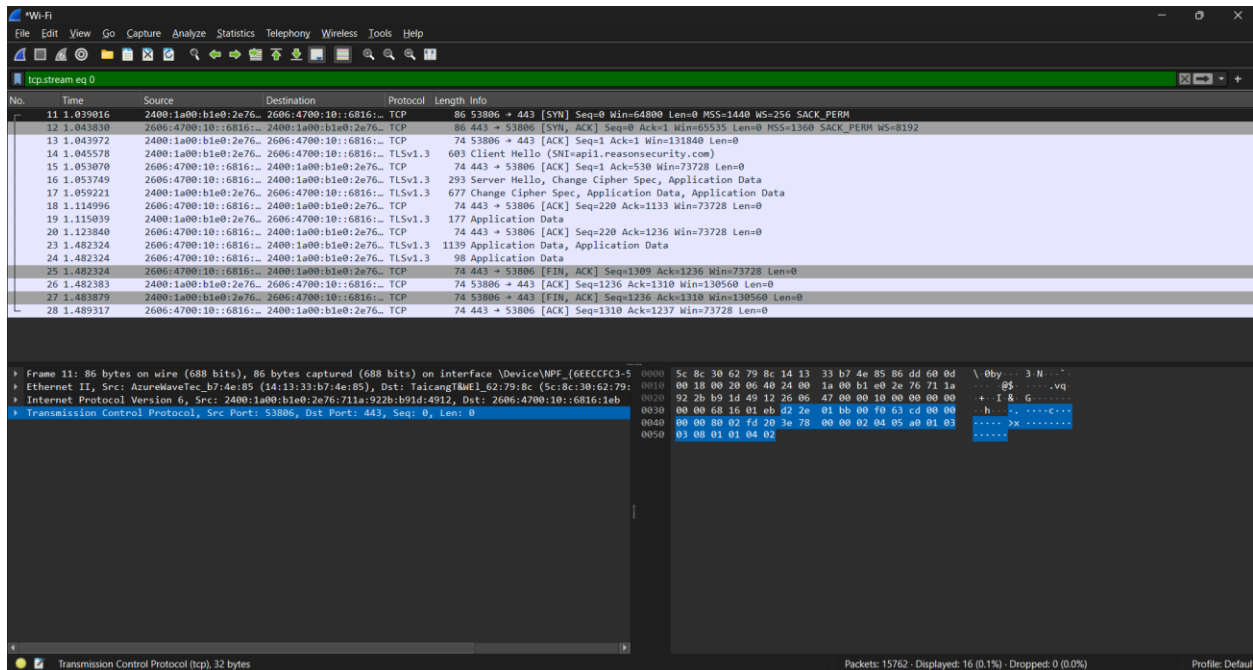 *Wi-Fi
File Edit View Go Capture Analyze Statistics Telephony Wireless Tools Help
tcp.stream eq 0
No. Time Source Destination Protocol Length Info
11 1.039016 2400:1a00:b1e0:2e76… 2606:4700:10::6816:… TCP 86 53806 → 443 [SYN] Seq=0 Win=64800 Len=0 MSS=1440 WS=256 SACK_PERM
12 1.043830 2606:4700:10::6816:… 2400:1a00:b1e0:2e76… TCP 86 443 → 53806 [SYN, ACK] Seq=0 Ack=1 Win=65535 Len=0 MSS=1360 SACK_PERM WS=8192
13 1.043972 2400:1a00:b1e0:2e76… 2606:4700:10::6816:… TCP 74 53806 → 443 [ACK] Seq=1 Ack=1 Win=131840 Len=0
14 1.045578 2400:1a00:b1e0:2e76… 2606:4700:10::6816:… TLSv1.3 603 Client Hello (SNI=api1.reasonsecurity.com)
15 1.053070 2606:4700:10::6816:… 2400:1a00:b1e0:2e76… TCP 74 443 → 53806 [ACK] Seq=1 Ack=530 Win=73728 Len=0
16 1.053749 2606:4700:10::6816:… 2400:1a00:b1e0:2e76… TLSv1.3 293 Server Hello, Change Cipher Spec, Application Data
17 1.059221 2400:1a00:b1e0:2e76… 2606:4700:10::6816:… TLSv1.3 677 Change Cipher Spec, Application Data, Application Data
18 1.114996 2606:4700:10::6816:… 2400:1a00:b1e0:2e76… TCP 74 443 → 53806 [ACK] Seq=220 Ack=1133 Win=73728 Len=0
19 1.115039 2400:1a00:b1e0:2e76… 2606:4700:10::6816:… TLSv1.3 177 Application Data
20 1.123840 2606:4700:10::6816:… 2400:1a00:b1e0:2e76… TCP 74 443 → 53806 [ACK] Seq=220 Ack=1236 Win=73728 Len=0
23 1.482324 2606:4700:10::6816:… 2400:1a00:b1e0:2e76… TLSv1.3 1139 Application Data, Application Data
24 1.482324 2606:4700:10::6816:… 2400:1a00:b1e0:2e76… TLSv1.3 98 Application Data
25 1.482324 2606:4700:10::6816:… 2400:1a00:b1e0:2e76… TCP 74 443 → 53806 [FIN, ACK] Seq=1309 Ack=1236 Win=73728 Len=0
26 1.482383 2400:1a00:b1e0:2e76… 2606:4700:10::6816:… TCP 74 53806 → 443 [ACK] Seq=1236 Ack=1310 Win=130560 Len=0
27 1.483879 2400:1a00:b1e0:2e76… 2606:4700:10::6816:… TCP 74 53806 → 443 [FIN, ACK] Seq=1236 Ack=1310 Win=130560 Len=0
28 1.489317 2606:4700:10::6816:… 2400:1a00:b1e0:2e76… TCP 74 443 → 53806 [ACK] Seq=1310 Ack=1237 Win=73728 Len=0
Frame 11: 86 bytes on wire (688 bits), 86 bytes captured (688 bits) on interface \Device\NPF_{6EECCFC3-5
Ethernet II, Src: AzureWaveTec_b7:4e:85 (14:13:33:b7:4e:85), Dst: TaicangT&WEl_62:79:8c (5c:8c:30:62:79:
Internet Protocol Version 6, Src: 2400:1a00:b1e0:2e76:711a:922b:b91d:4912, Dst: 2606:4700:10::6816:1eb
Transmission Control Protocol, Src Port: 53806, Dst Port: 443, Seq: 0, Len: 0
0000 5c 8c 30 62 79 8c 14 13 33 b7 4e 85 86 dd 60 0d \·0by··· 3·N···`·
0010 00 18 00 20 06 40 24 00 1a 00 b1 e0 2e 76 71 1a ··· ·@$· ····.vq·
0020 92 2b b9 1d 49 12 26 06 47 00 00 10 00 00 00 00 ·+··I·&· G·······
0030 00 00 68 16 01 eb d2 2e 01 bb 00 f0 63 cd 00 00 ··h····. ····c···
0040 00 00 80 02 fd 20 3e 78 00 00 02 04 05 a0 01 03 ····· >x ········
0050 03 08 01 01 04 02 ······
Transmission Control Protocol (tcp), 32 bytes
Packets: 15762 · Displayed: 16 (0.1%) · Dropped: 0 (0.0%)
Profile: Defaul